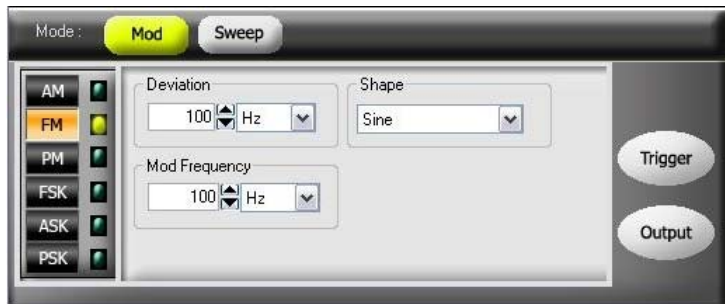 Mode :
Mod
Sweep
AM
FM
PM
FSK
ASK
PSK
Deviation
100 Hz
Shape
Sine
Mod Frequency
100 Hz
Trigger
Output